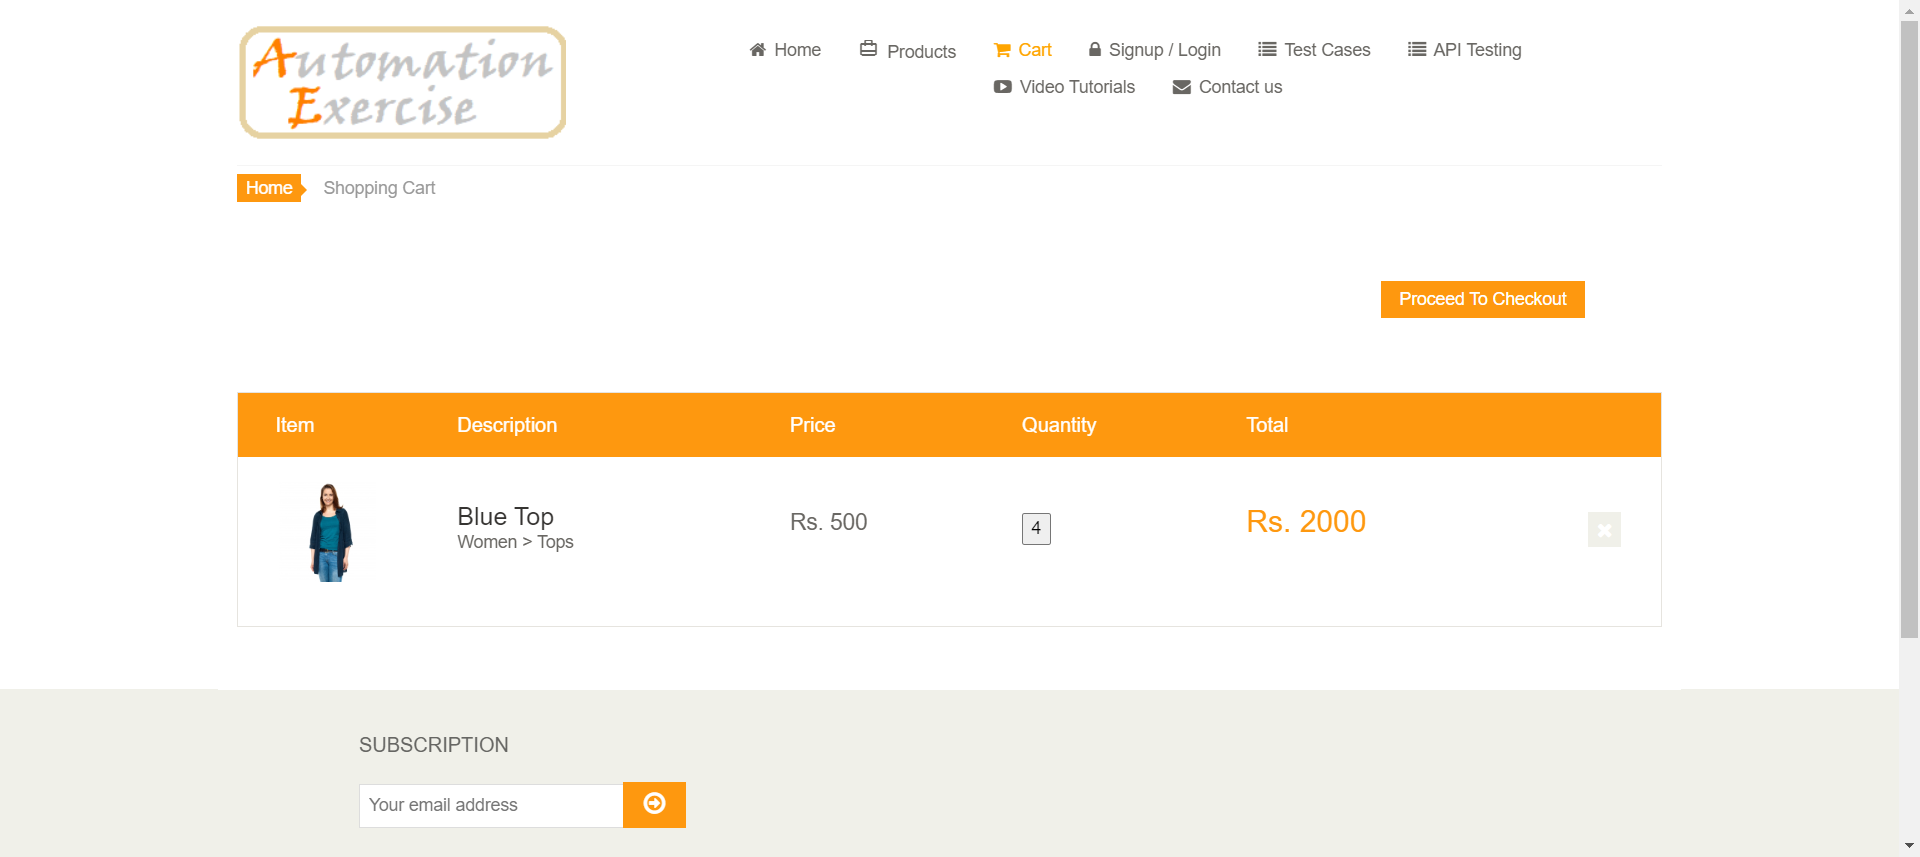 Automation
Exercise
Home Products Cart Signup / Login Test Cases API Testing
Video Tutorials Contact us
Home Shopping Cart
Proceed To Checkout
Item Description Price Quantity Total
Blue Top Rs. 500 4 Rs. 2000
Women > Tops
SUBSCRIPTION
Your email address